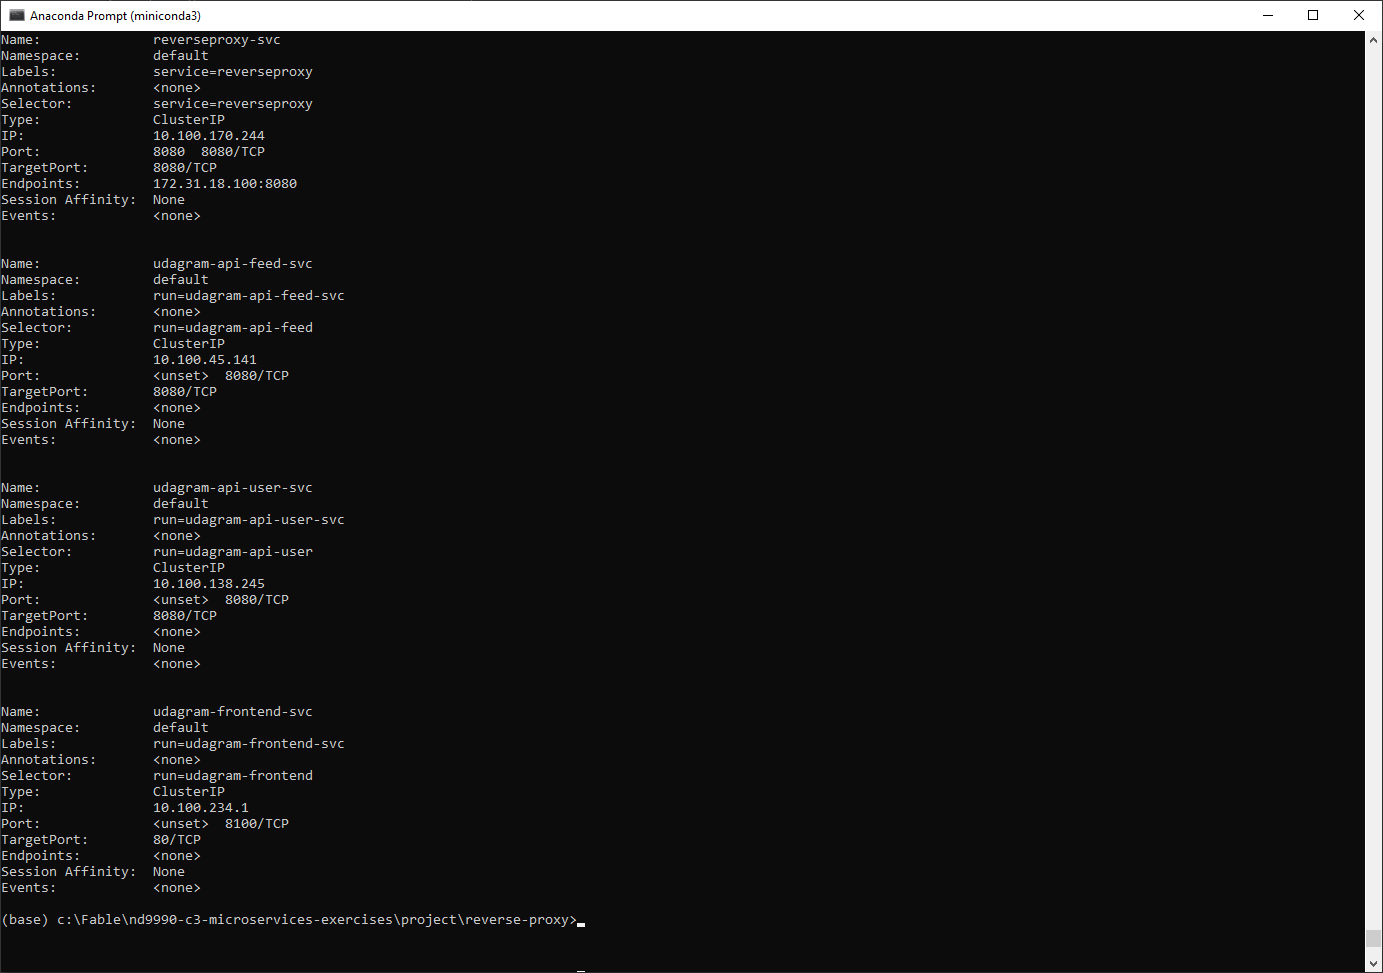 Anaconda Prompt (miniconda3)
Name:              reverseproxy-svc
Namespace:         default
Labels:            service=reverseproxy
Annotations:       <none>
Selector:          service=reverseproxy
Type:              ClusterIP
IP:                10.100.170.244
Port:              8080  8080/TCP
TargetPort:        8080/TCP
Endpoints:         172.31.18.100:8080
Session Affinity:  None
Events:            <none>

Name:              udagram-api-feed-svc
Namespace:         default
Labels:            run=udagram-api-feed-svc
Annotations:       <none>
Selector:          run=udagram-api-feed
Type:              ClusterIP
IP:                10.100.45.141
Port:              <unset>  8080/TCP
TargetPort:        8080/TCP
Endpoints:         <none>
Session Affinity:  None
Events:            <none>

Name:              udagram-api-user-svc
Namespace:         default
Labels:            run=udagram-api-user-svc
Annotations:       <none>
Selector:          run=udagram-api-user
Type:              ClusterIP
IP:                10.100.138.245
Port:              <unset>  8080/TCP
TargetPort:        8080/TCP
Endpoints:         <none>
Session Affinity:  None
Events:            <none>

Name:              udagram-frontend-svc
Namespace:         default
Labels:            run=udagram-frontend-svc
Annotations:       <none>
Selector:          run=udagram-frontend
Type:              ClusterIP
IP:                10.100.234.1
Port:              <unset>  8100/TCP
TargetPort:        80/TCP
Endpoints:         <none>
Session Affinity:  None
Events:            <none>

(base) c:\Fable\nd9990-c3-microservices-exercises\project\reverse-proxy>